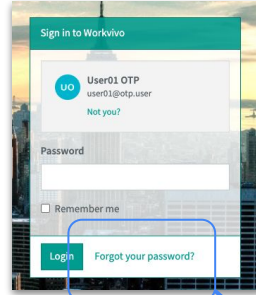 Sign in to Workvivo
UO
User01 OTP
user01@otp.user
Not you?
Password
Remember me
Login
Forgot your password?